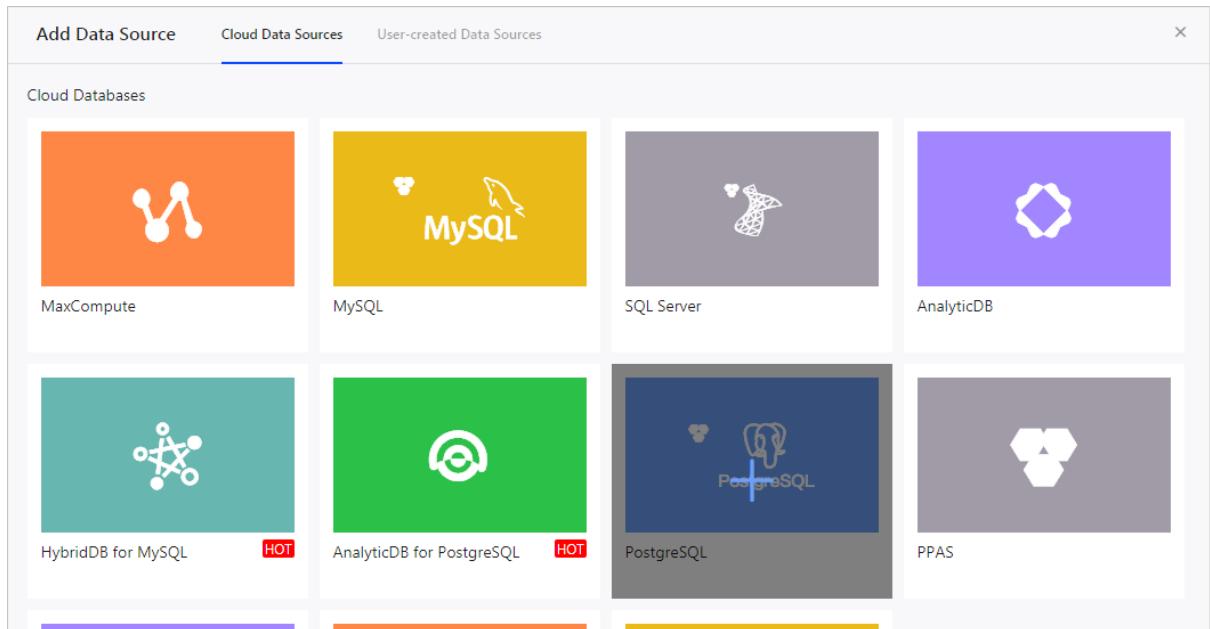 Add Data Source
Cloud Data Sources
User-created Data Sources
Cloud Databases
MySQL
MaxCompute
MySQL
SQL Server
AnalyticDB
PostgreSQL
HybridDB for MySQL
HOT
AnalyticDB for PostgreSQL
HOT
PostgreSQL
PPAS